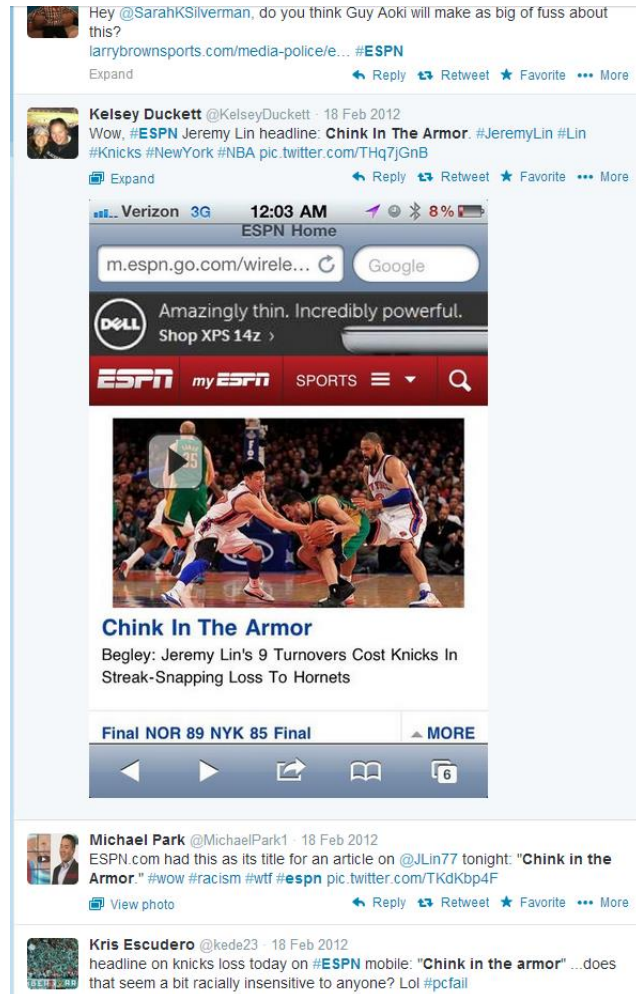 Hey @SarahKSilverman, do you think Guy Aoki will make as big of fuss about
this?
larrybrownsports.com/media-police/e... #ESPN
Expand Reply Retweet Favorite More
Kelsey Duckett @KelseyDuckett · 18 Feb 2012
Wow, #ESPN Jeremy Lin headline: Chink In The Armor. #JeremyLin #Lin
#Knicks #NewYork #NBA pic.twitter.com/THq7jGnB
Expand Reply Retweet Favorite More
Verizon 3G 12:03 AM 8%
ESPN Home
m.espn.go.com/wirele... Google
DELL Amazingly thin. Incredibly powerful.
Shop XPS 14z ›
ESPN my ESPN SPORTS
35
Chink In The Armor
Begley: Jeremy Lin's 9 Turnovers Cost Knicks In
Streak-Snapping Loss To Hornets
Final NOR 89 NYK 85 Final MORE
6
Michael Park @MichaelPark1 · 18 Feb 2012
ESPN.com had this as its title for an article on @JLin77 tonight: "Chink in the
Armor." #wow #racism #wtf #espn pic.twitter.com/TKdKbp4F
View photo Reply Retweet Favorite More
Kris Escudero @kede23 · 18 Feb 2012
headline on knicks loss today on #ESPN mobile: "Chink in the armor" ...does
that seem a bit racially insensitive to anyone? Lol #pcfail